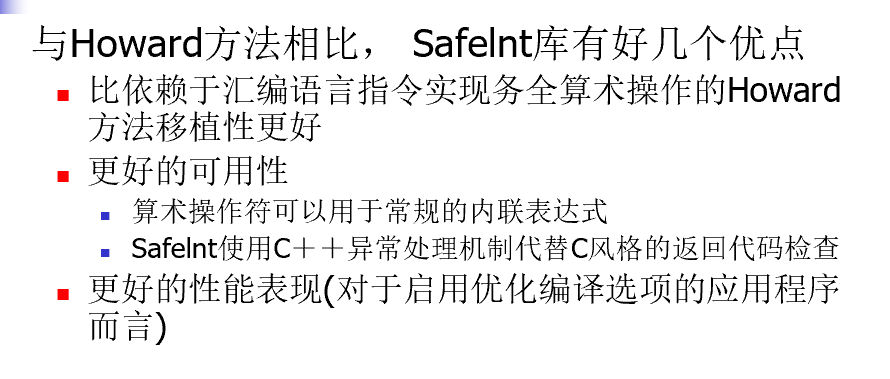 与Howard方法相比， SafeInt库有好几个优点
比依赖于汇编语言指令实现务全算术操作的Howard
方法移植性更好
更好的可用性
算术操作符可以用于常规的内联表达式
SafeInt使用C＋＋异常处理机制代替C风格的返回代码检查
更好的性能表现(对于启用优化编译选项的应用程序
而言)